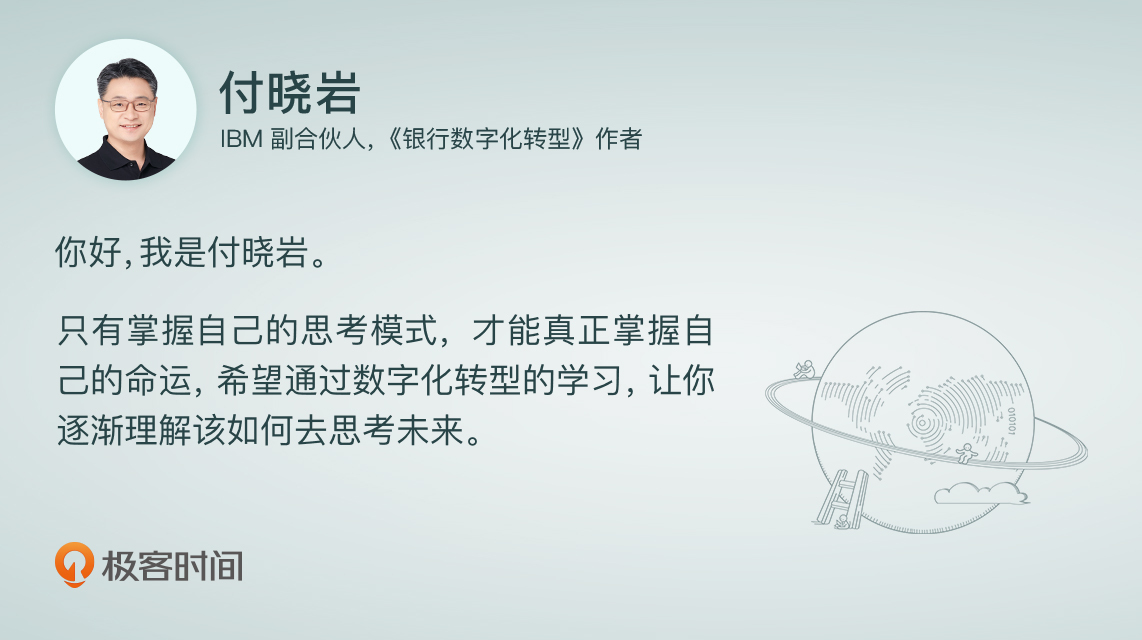 付晓岩
IBM 副合伙人，《银行数字化转型》作者
你好，我是付晓岩。
只有掌握自己的思考模式，才能真正掌握自
己的命运，希望通过数字化转型的学习，让你
逐渐理解该如何去思考未来。
010101
极客时间